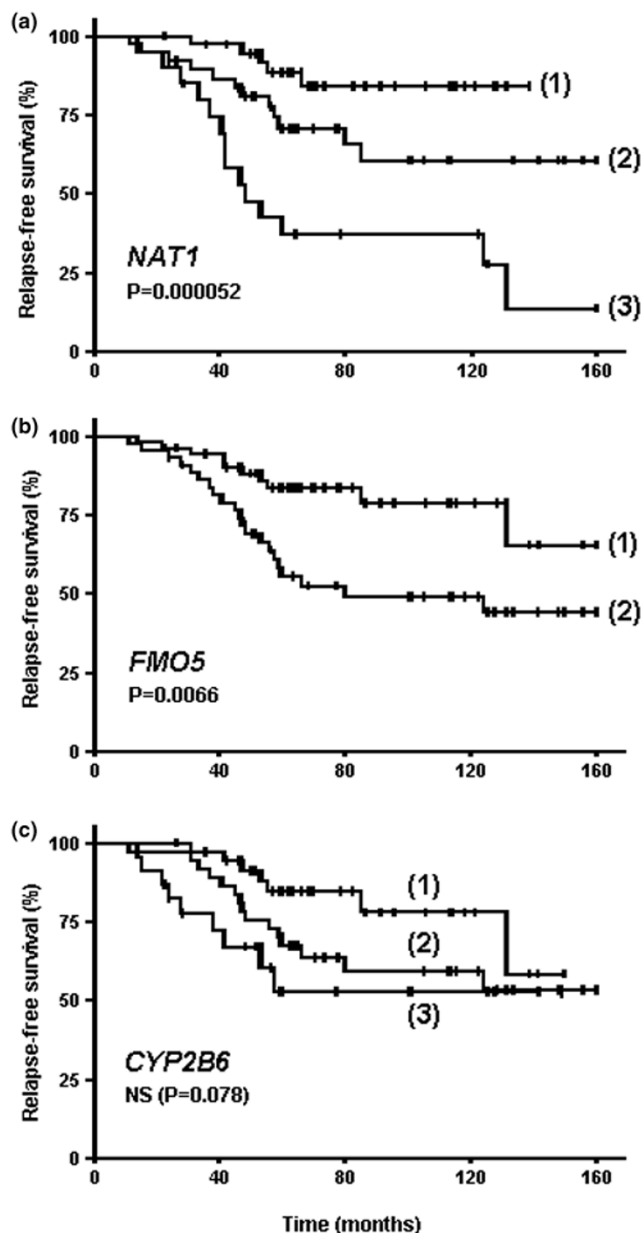 (a)
Relapse-free survival (%)
100
75
50
25
0
(1)
(2)
(3)
NAT1
P=0.000052
0 40 80 120 160
(b)
Relapse-free survival (%)
100
75
50
25
0
(1)
(2)
FMO5
P=0.0066
0 40 80 120 160
(c)
Relapse-free survival (%)
100
75
50
25
0
(1)
(2)
(3)
CYP2B6
NS (P=0.078)
0 40 80 120 160
Time (months)